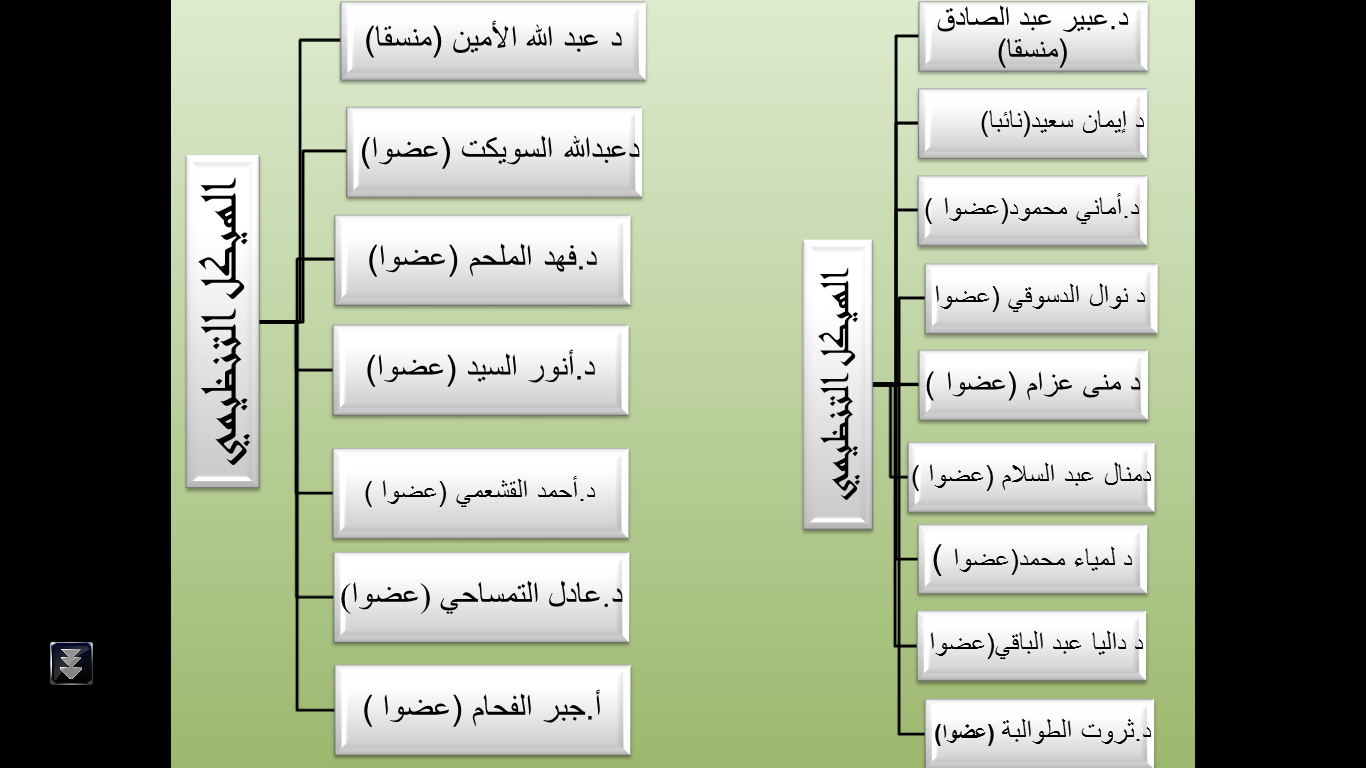 الهيكل التنظيمي
د.عبير عبد الصادق
(منسقا)
د إيمان سعيد(نائبا)
د.أماني محمود(عضوا )
د نوال الدسوقي (عضوا
د منى عزام (عضوا )
دمنال عبد السلام (عضوا )
د لمياء محمد(عضوا )
د داليا عبد الباقي(عضوا
د.ثروت الطوالبة (عضوا)
الهيكل التنظيمي
د عبد الله الأمين (منسقا)
دعبدالله السويكت (عضوا)
د.فهد الملحم (عضوا)
د.أنور السيد (عضوا)
د.أحمد القشعمي (عضوا )
د.عادل التمساحي (عضوا)
أ.جبر الفحام (عضوا )